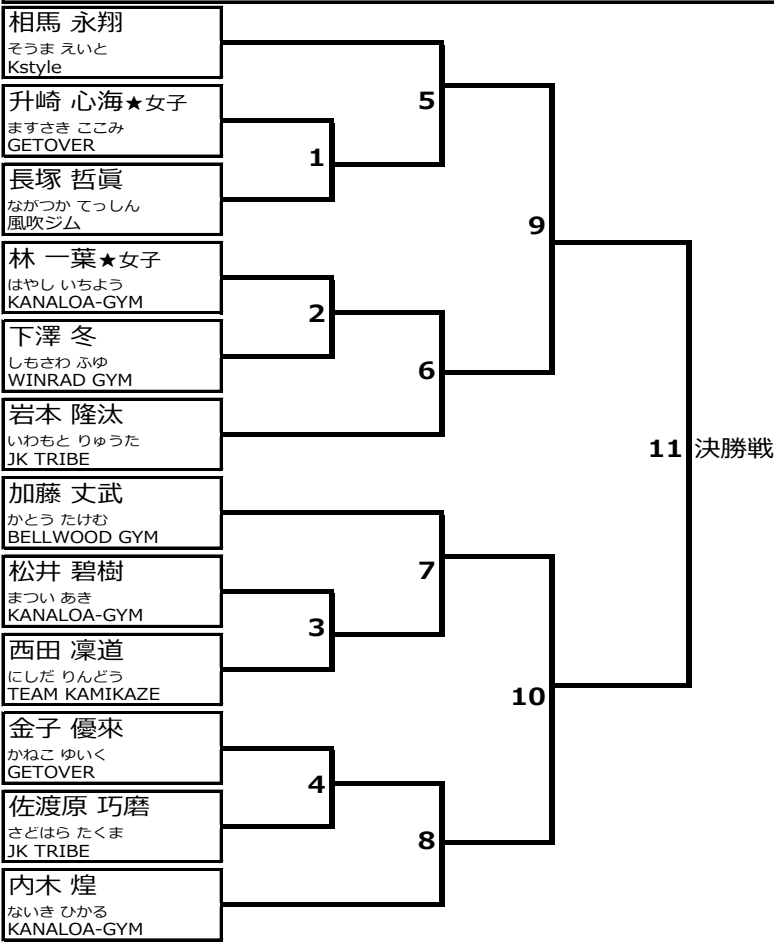 相馬 永翔
そうま えいと
Kstyle
升崎 心海★女子
ますさき ここみ
GETOVER
長塚 哲眞
ながつか てっしん
風吹ジム
林 一葉★女子
はやし いちよう
KANALOA-GYM
下澤 冬
しもさわ ふゆ
WINRAD GYM
岩本 隆汰
いわもと りゅうた
JK TRIBE
加藤 丈武
かとう たけむ
BELLWOOD GYM
松井 碧樹
まつい あき
KANALOA-GYM
西田 凜道
にしだ りんどう
TEAM KAMIKAZE
金子 優來
かねこ ゆいく
GETOVER
佐渡原 巧磨
さどはら たくま
JK TRIBE
内木 煌
ないき ひかる
KANALOA-GYM
1
2
3
4
5
6
7
8
9
10
11 決勝戦